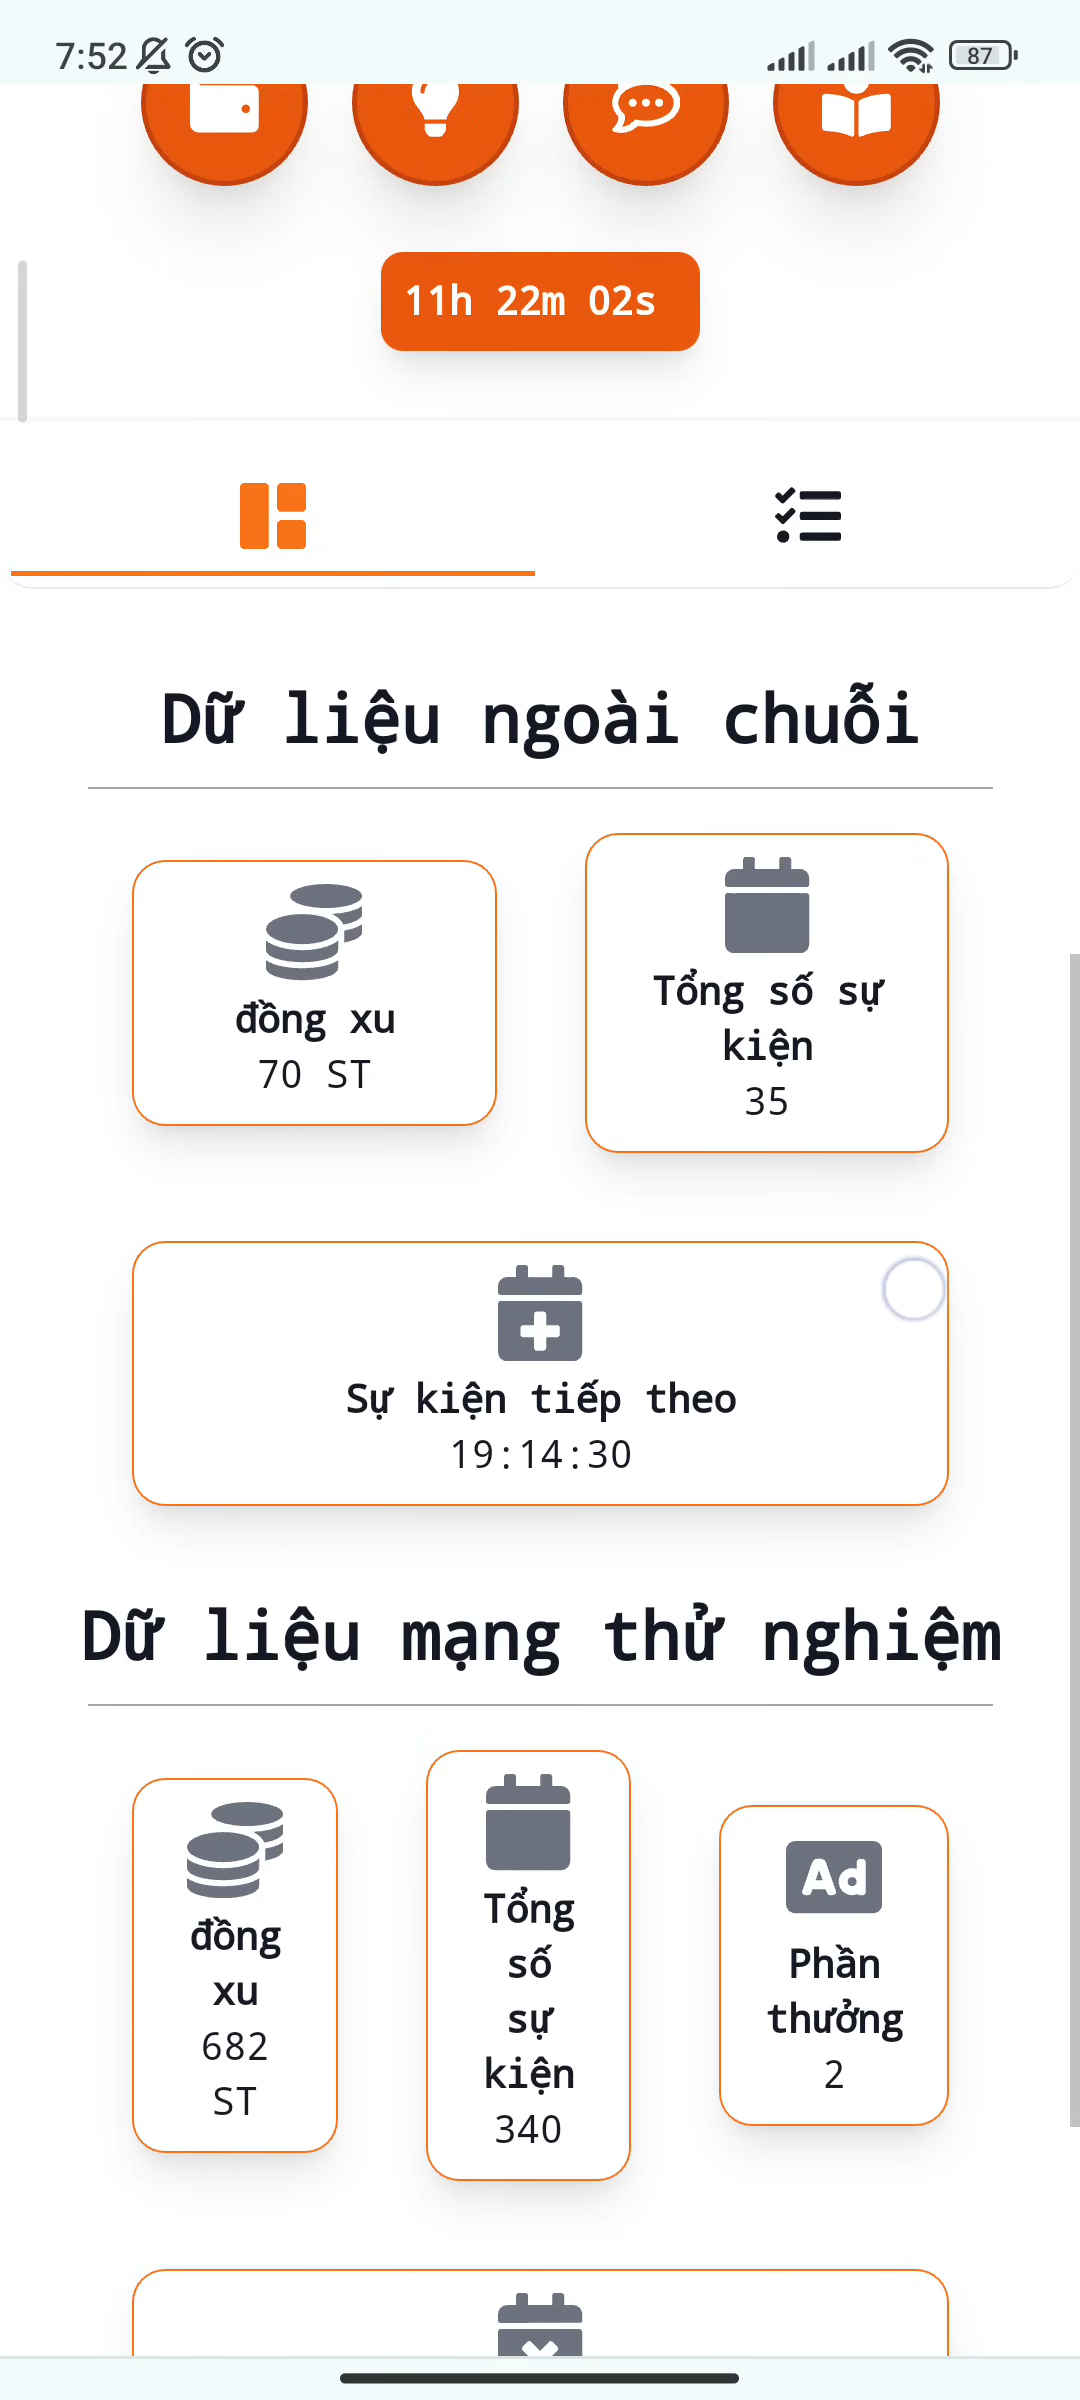 7:52
87
11h 22m 02s
Dữ liệu ngoài chuỗi
đồng xu
70 ST
Tổng số sự
kiện
35
Sự kiện tiếp theo
19:14:30
Dữ liệu mạng thử nghiệm
đồng
xu
682
ST
Tổng
số
sự
kiện
340
Ad
Phần
thưởng
2